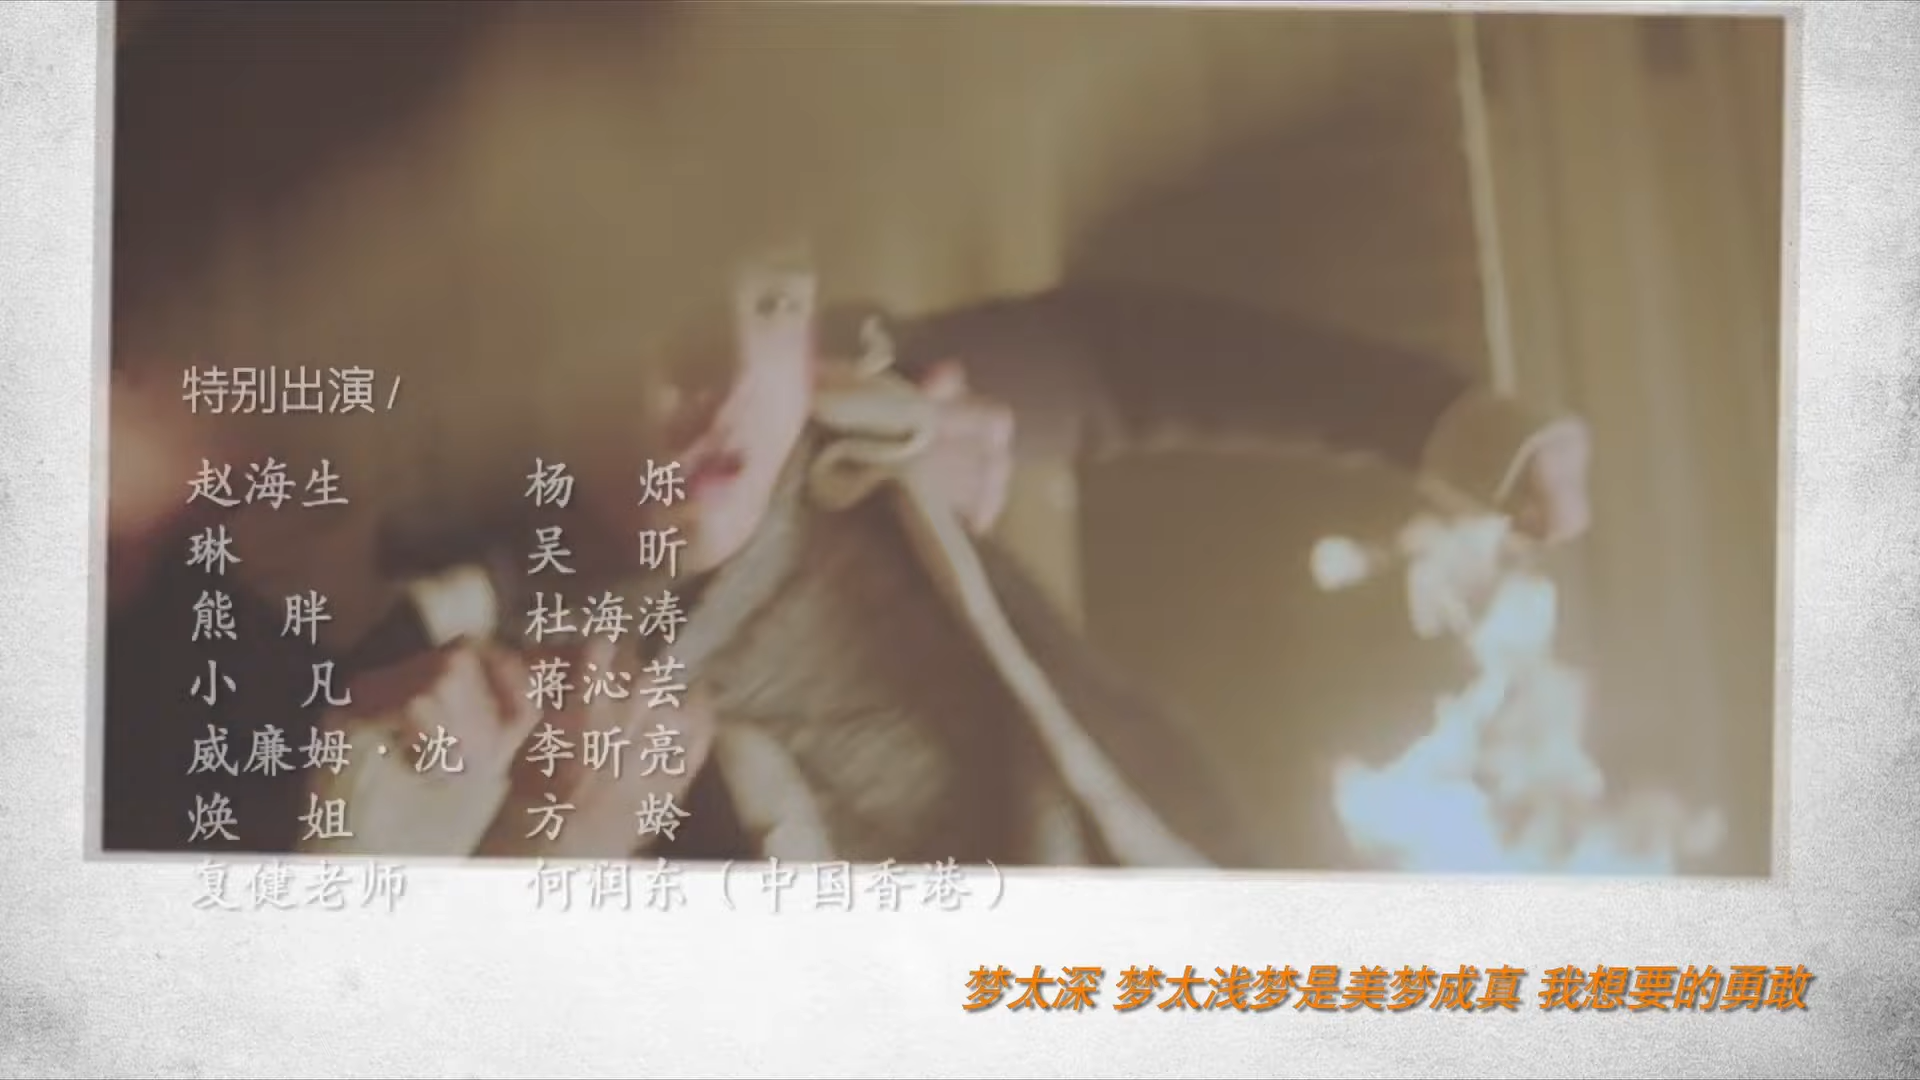 特别出演 /
赵海生 杨烁
琳 吴昕
熊胖 杜海涛
小凡 蒋沁芸
威廉姆·沈 李昕亮
焕姐 方龄
复健老师 何润东（中国香港）
梦太深 梦太浅梦是美梦成真 我想要的勇敢